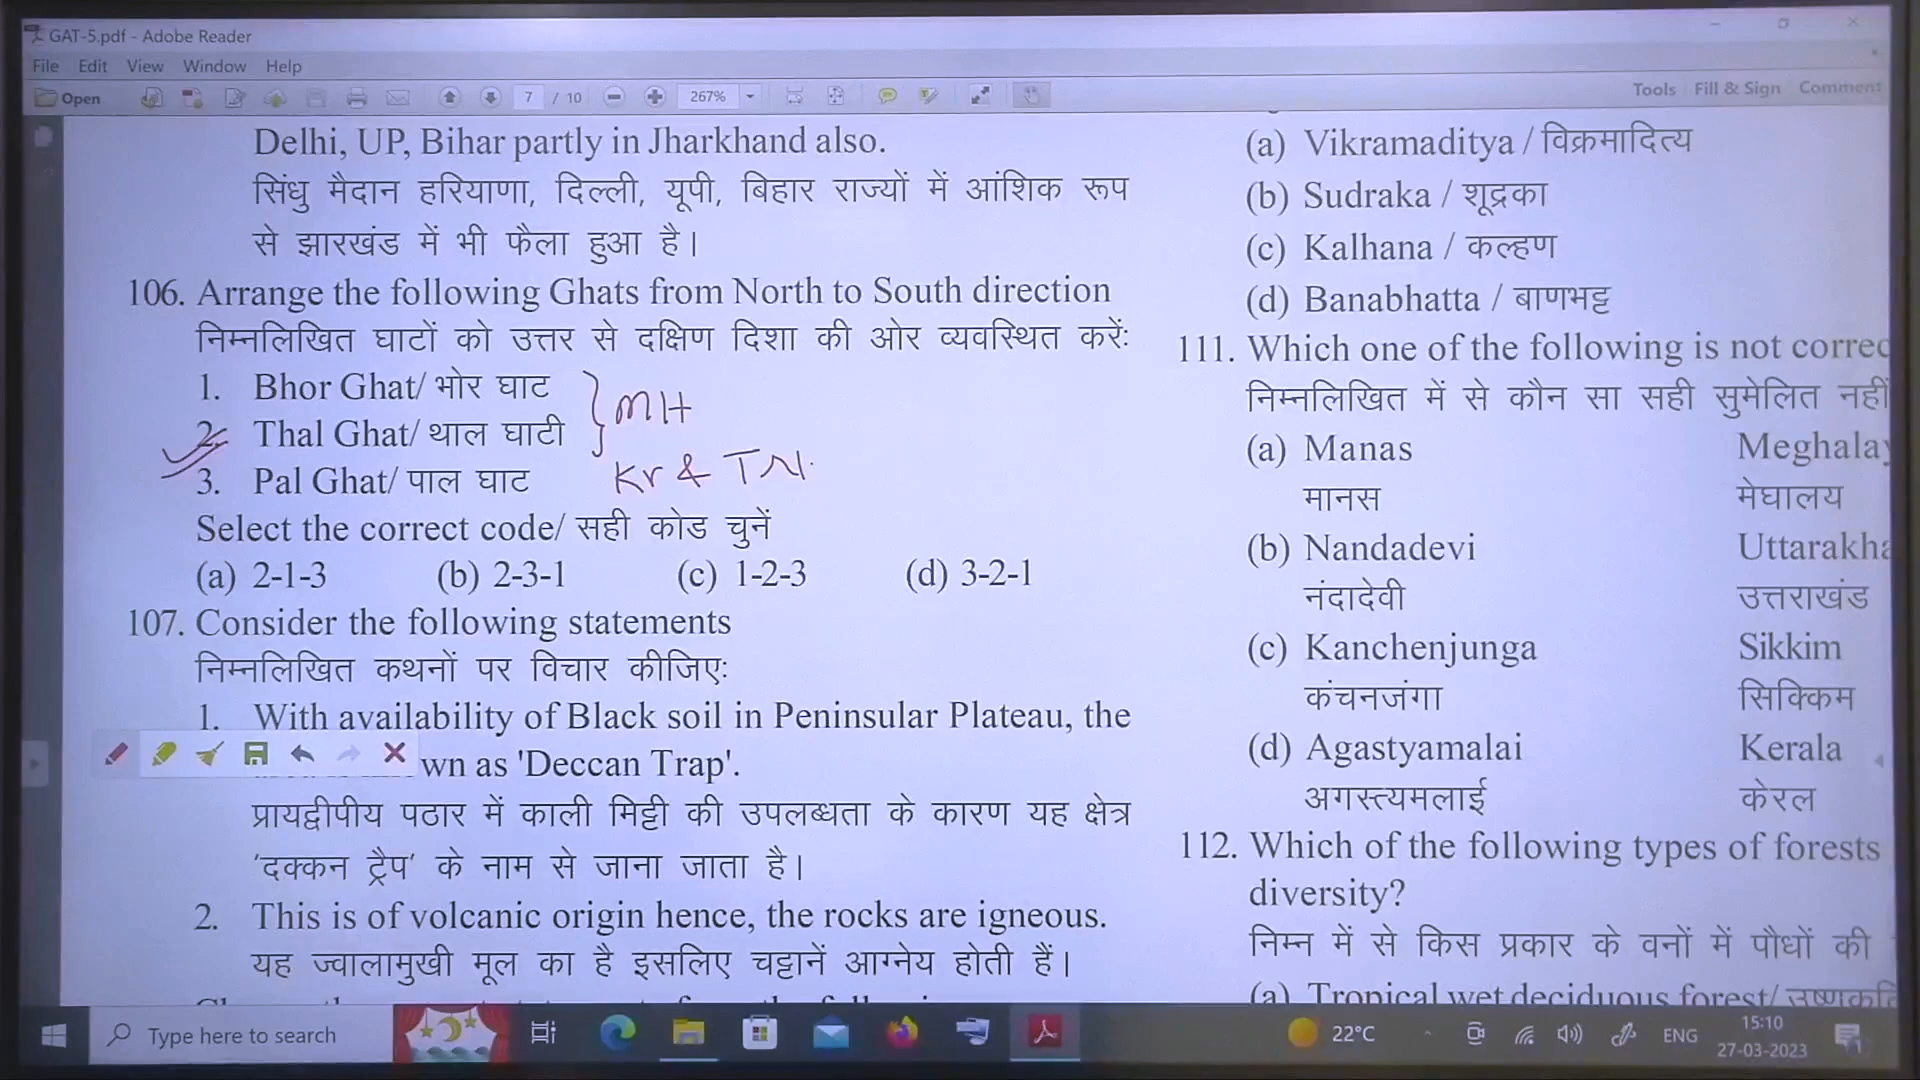 GAT-5.pdf - Adobe Reader
File Edit View Window Help
Open 7 / 10 267% Tools Fill & Sign Comment
Delhi, UP, Bihar partly in Jharkhand also.
सिंधु मैदान हरियाणा, दिल्ली, यूपी, बिहार राज्यों में आंशिक रूप
से झारखंड में भी फैला हुआ है।
106. Arrange the following Ghats from North to South direction
निम्नलिखित घाटों को उत्तर से दक्षिण दिशा की ओर व्यवस्थित करेंः
1. Bhor Ghat/ भोर घाट
MH
2. Thal Ghat/ थाल घाटी
3. Pal Ghat/ पाल घाट
Kr & TN.
Select the correct code/ सही कोड चुनें
(a) 2-1-3 (b) 2-3-1 (c) 1-2-3 (d) 3-2-1
107. Consider the following statements
निम्नलिखित कथनों पर विचार कीजिएः
1. With availability of Black soil in Peninsular Plateau, the
wn as 'Deccan Trap'.
प्रायद्वीपीय पठार में काली मिट्टी की उपलब्धता के कारण यह क्षेत्र
'दक्कन ट्रैप' के नाम से जाना जाता है।
2. This is of volcanic origin hence, the rocks are igneous.
यह ज्वालामुखी मूल का है इसलिए चट्टानें आग्नेय होती हैं।
(a) Vikramaditya / विक्रमादित्य
(b) Sudraka / शूद्रका
(c) Kalhana / कल्हण
(d) Banabhatta / बाणभट्ट
111. Which one of the following is not correc
निम्नलिखित में से कौन सा सही सुमेलित नहीं
(a) Manas Meghalay
मानस मेघालय
(b) Nandadevi Uttarakha
नंदादेवी उत्तराखंड
(c) Kanchenjunga Sikkim
कंचनजंगा सिक्किम
(d) Agastyamalai Kerala
अगस्त्यमलाई केरल
112. Which of the following types of forests
diversity?
निम्न में से किस प्रकार के वनों में पौधों की
(a) Tropical wet deciduous forest/
Type here to search 22°C ENG 15:10
27-03-2023